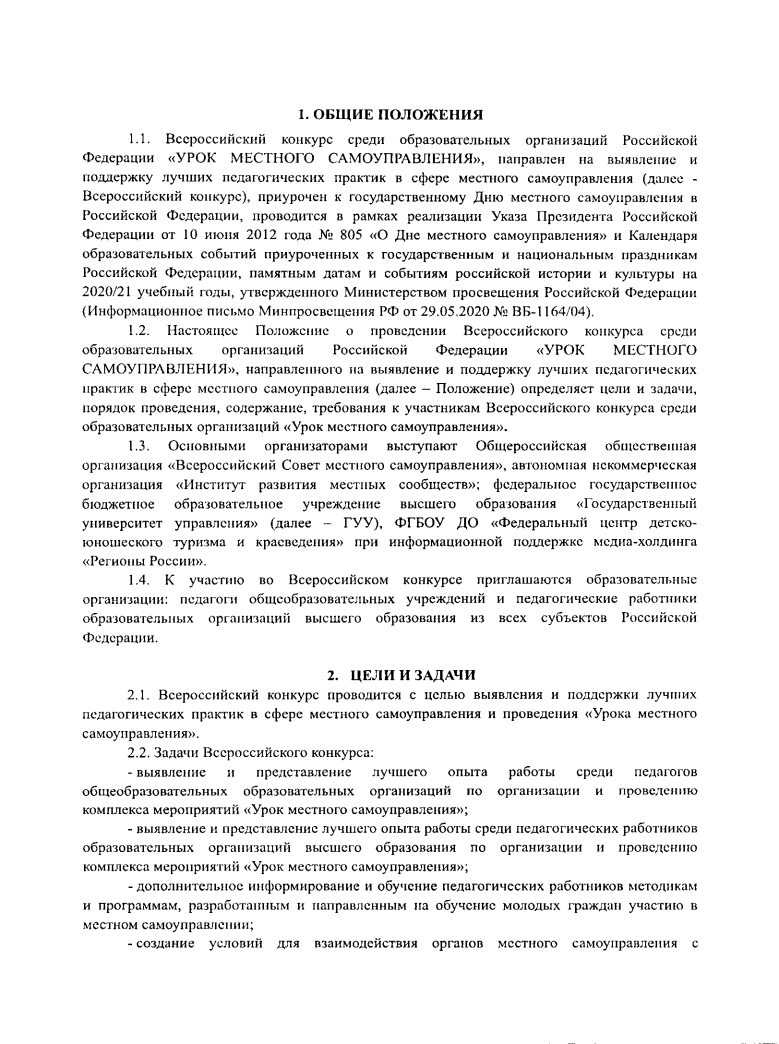 1. ОБЩИЕ ПОЛОЖЕНИЯ
1.1. Всероссийский конкурс среди образовательных организаций Российской
Федерации «УРОК МЕСТНОГО САМОУПРАВЛЕНИЯ», направлен на выявление и
поддержку лучших педагогических практик в сфере местного самоуправления (далее -
Всероссийский конкурс), приурочен к государственному Дню местного самоуправления в
Российской Федерации, проводится в рамках реализации Указа Президента Российской
Федерации от 10 июня 2012 года № 805 «О Дне местного самоуправления» и Календаря
образовательных событий приуроченных к государственным и национальным праздникам
Российской Федерации, памятным датам и событиям российской истории и культуры на
2020/21 учебный годы, утвержденного Министерством просвещения Российской Федерации
(Информационное письмо Минпросвещения РФ от 29.05.2020 № ВБ-1164/04).
1.2. Настоящее Положение о проведении Всероссийского конкурса среди
образовательных организаций Российской Федерации «УРОК МЕСТНОГО
САМОУПРАВЛЕНИЯ», направленного на выявление и поддержку лучших педагогических
практик в сфере местного самоуправления (далее – Положение) определяет цели и задачи,
порядок проведения, содержание, требования к участникам Всероссийского конкурса среди
образовательных организаций «Урок местного самоуправления».
1.3. Основными организаторами выступают Общероссийская общественная
организация «Всероссийский Совет местного самоуправления», автономная некоммерческая
организация «Институт развития местных сообществ»; федеральное государственное
бюджетное образовательное учреждение высшего образования «Государственный
университет управления» (далее – ГУУ), ФГБОУ ДО «Федеральный центр детско-
юношеского туризма и краеведения» при информационной поддержке медиа-холдинга
«Регионы России».
1.4. К участию во Всероссийском конкурсе приглашаются образовательные
организации: педагоги общеобразовательных учреждений и педагогические работники
образовательных организаций высшего образования из всех субъектов Российской
Федерации.
2. ЦЕЛИ И ЗАДАЧИ
2.1. Всероссийский конкурс проводится с целью выявления и поддержки лучших
педагогических практик в сфере местного самоуправления и проведения «Урока местного
самоуправления».
2.2. Задачи Всероссийского конкурса:
- выявление и представление лучшего опыта работы среди педагогов
общеобразовательных образовательных организаций по организации и проведению
комплекса мероприятий «Урок местного самоуправления»;
- выявление и представление лучшего опыта работы среди педагогических работников
образовательных организаций высшего образования по организации и проведению
комплекса мероприятий «Урок местного самоуправления»;
- дополнительное информирование и обучение педагогических работников методикам
и программам, разработанным и направленным на обучение молодых граждан участию в
местном самоуправлении;
- создание условий для взаимодействия органов местного самоуправления с